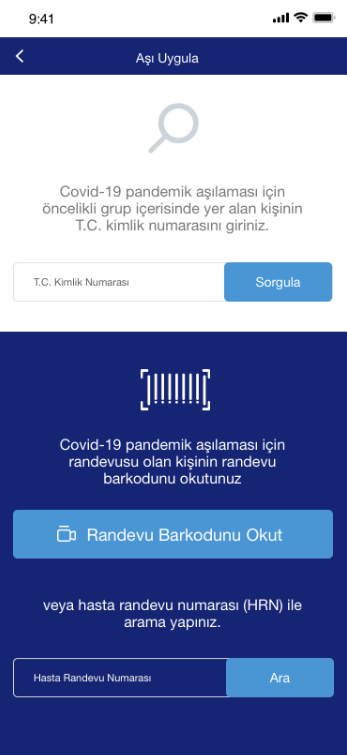 9:41
Aşı Uygula
Covid-19 pandemik aşılaması için
öncelikli grup içerisinde yer alan kişinin
T.C. kimlik numarasını giriniz.
T.C. Kimlik Numarası
Sorgula
Covid-19 pandemik aşılaması için
randevusu olan kişinin randevu
barkodunu okutunuz
Randevu Barkodunu Okut
veya hasta randevu numarası (HRN) ile
arama yapınız.
Hasta Randevu Numarası
Ara